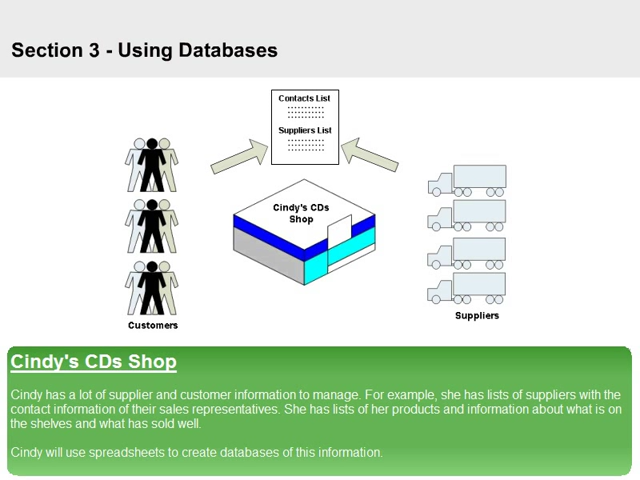 Section 3 - Using Databases
Contacts List
Suppliers List
Cindy's CDs
Shop
Customers
Suppliers
Cindy's CDs Shop
Cindy has a lot of supplier and customer information to manage. For example, she has lists of suppliers with the
contact information of their sales representatives. She has lists of her products and information about what is on
the shelves and what has sold well.
Cindy will use spreadsheets to create databases of this information.